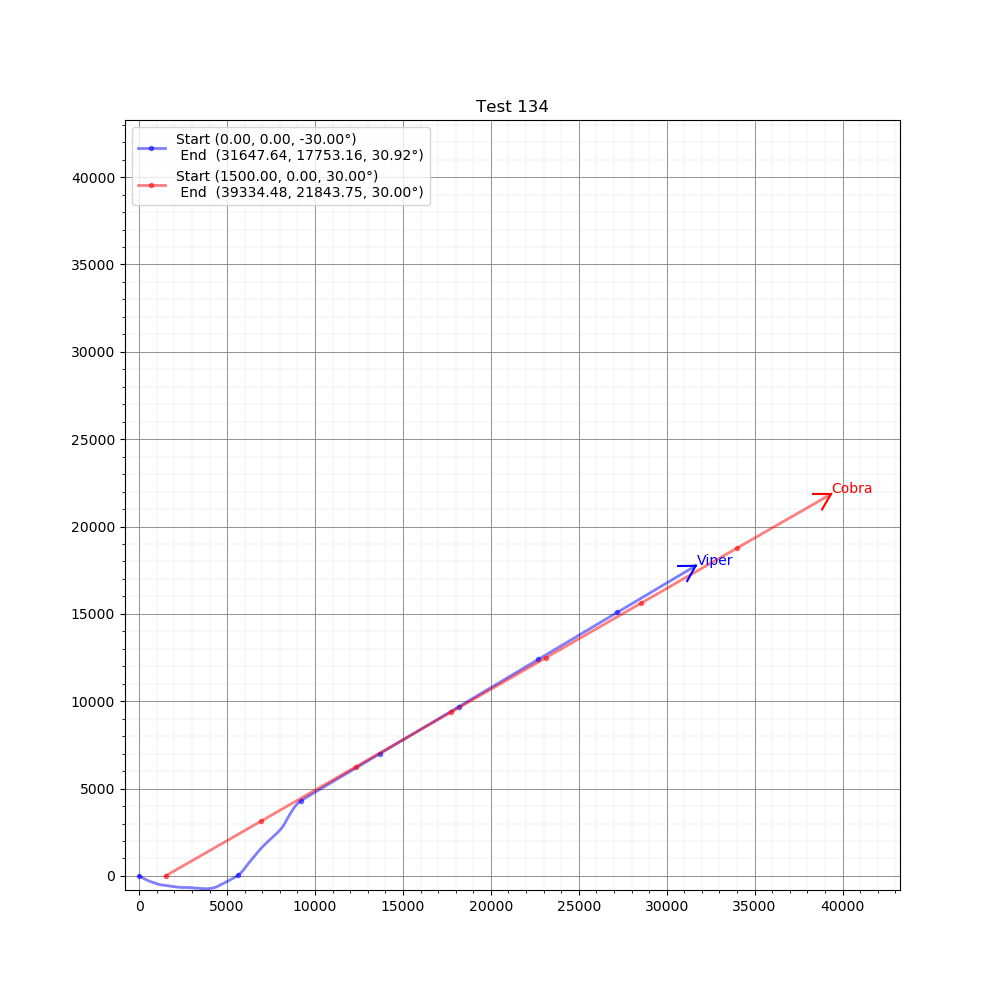 Test 134
Start (0.00, 0.00, -30.00°)
End (31647.64, 17753.16, 30.92°)
Start (1500.00, 0.00, 30.00°)
End (39334.48, 21843.75, 30.00°)
40000
35000
30000
25000
20000
15000
10000
5000
0
Cobra
Viper
0 5000 10000 15000 20000 25000 30000 35000 40000